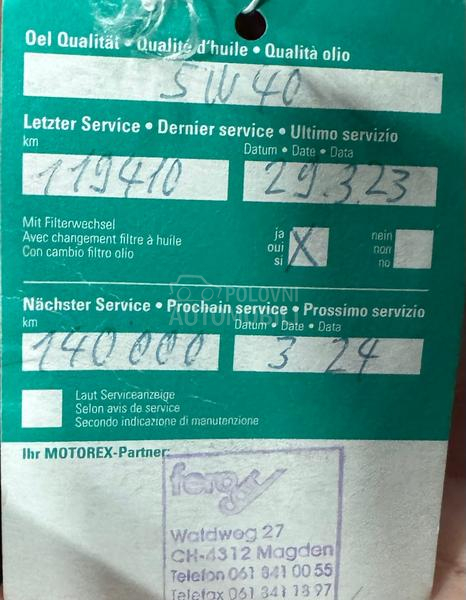 Oel Qualität • Qualité d'huile • Qualità olio
5W40
Letzter Service • Dernier service • Ultimo servizio
km
Datum • Date • Data
119410
29.3.23
Mit Filterwechsel
Avec changement filtre à huile
Con cambio filtro olio
ja
oui
si
X
nein
non
no
POLOVNI
AUTOMOBILI
Nächster Service • Prochain service • Prossimo servizio
km
Datum • Date • Data
140 000
3 24
Laut Serviceanzeige
Selon avis de service
Secondo indicazione di manutenzione
Ihr MOTOREX-Partner:
Waldweg 27
CH-4312 Magden
Telefon 061 841 00 55
Telefax 061 841 18 97